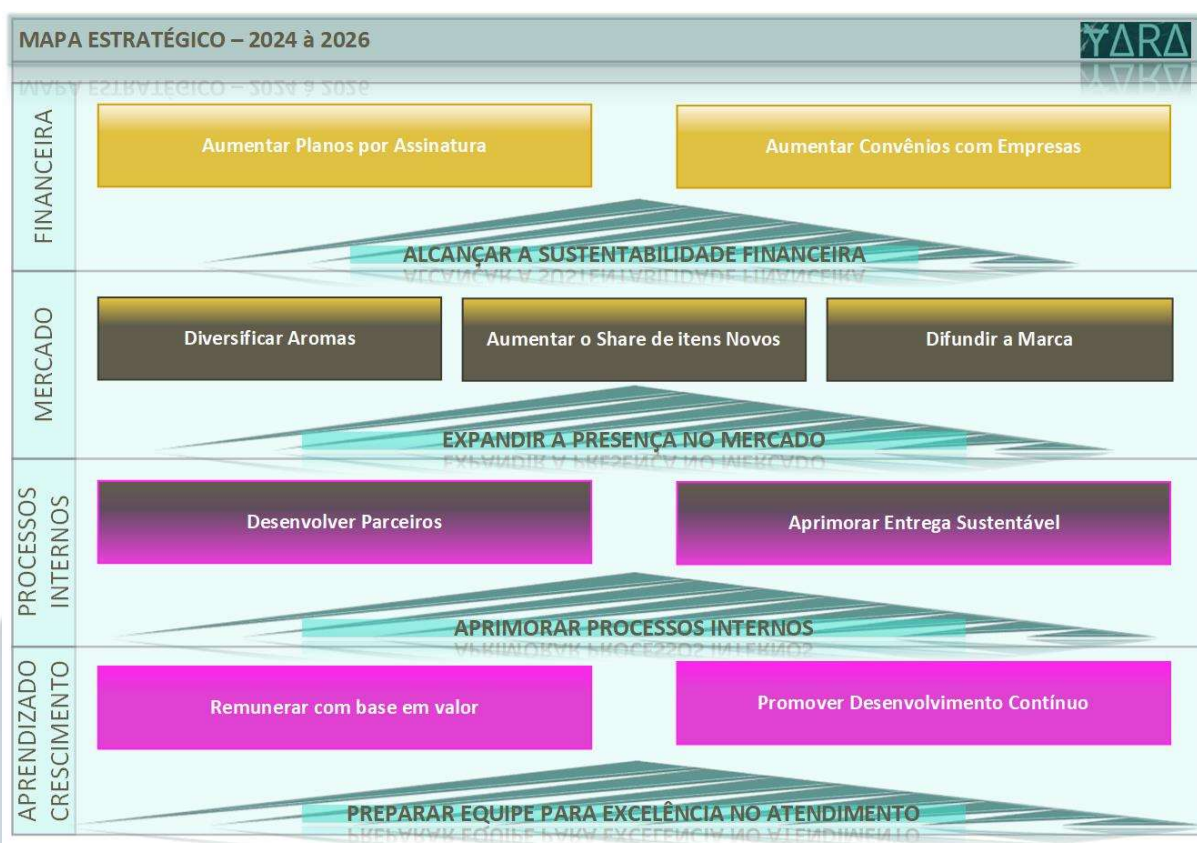 MAPA ESTRATÉGICO – 2024 à 2026
YARA
FINANCEIRA
Aumentar Planos por Assinatura
Aumentar Convênios com Empresas
ALCANÇAR A SUSTENTABILIDADE FINANCEIRA
MERCADO
Diversificar Aromas
Aumentar o Share de itens Novos
Difundir a Marca
EXPANDIR A PRESENÇA NO MERCADO
PROCESSOS
INTERNOS
Desenvolver Parceiros
Aprimorar Entrega Sustentável
APRIMORAR PROCESSOS INTERNOS
APRENDIZADO
CRESCIMENTO
Remunerar com base em valor
Promover Desenvolvimento Contínuo
PREPARAR EQUIPE PARA EXCELÊNCIA NO ATENDIMENTO